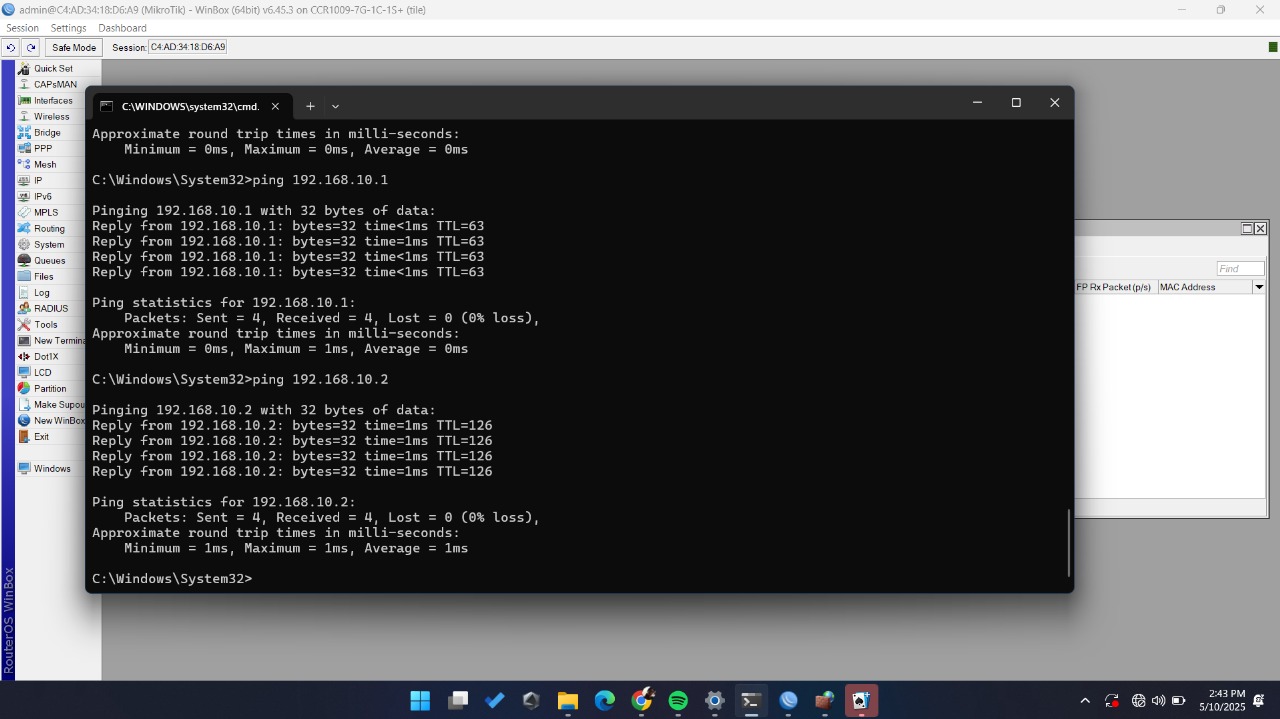 admin@C4:AD:34:18:D6:A9 (MikroTik) - WinBox (64bit) v6.45.3 on CCR1009-7G-1C-1S+ (tile)
Session Settings Dashboard
Safe Mode Session: C4:AD:34:18:D6:A9
Quick Set
CAPsMAN
Interfaces
Wireless
Bridge
PPP
Mesh
IP
IPv6
MPLS
Routing
System
Queues
Files
Log
RADIUS
Tools
New Termina
Dot1X
LCD
Partition
Make Supou
New WinBox
Exit
Windows
RouterOS WinBox
C:\WINDOWS\system32\cmd.
Approximate round trip times in milli-seconds:
Minimum = 0ms, Maximum = 0ms, Average = 0ms
C:\Windows\System32>ping 192.168.10.1
Pinging 192.168.10.1 with 32 bytes of data:
Reply from 192.168.10.1: bytes=32 time<1ms TTL=63
Reply from 192.168.10.1: bytes=32 time=1ms TTL=63
Reply from 192.168.10.1: bytes=32 time<1ms TTL=63
Reply from 192.168.10.1: bytes=32 time<1ms TTL=63
Ping statistics for 192.168.10.1:
Packets: Sent = 4, Received = 4, Lost = 0 (0% loss),
Approximate round trip times in milli-seconds:
Minimum = 0ms, Maximum = 1ms, Average = 0ms
C:\Windows\System32>ping 192.168.10.2
Pinging 192.168.10.2 with 32 bytes of data:
Reply from 192.168.10.2: bytes=32 time=1ms TTL=126
Reply from 192.168.10.2: bytes=32 time=1ms TTL=126
Reply from 192.168.10.2: bytes=32 time=1ms TTL=126
Reply from 192.168.10.2: bytes=32 time=1ms TTL=126
Ping statistics for 192.168.10.2:
Packets: Sent = 4, Received = 4, Lost = 0 (0% loss),
Approximate round trip times in milli-seconds:
Minimum = 1ms, Maximum = 1ms, Average = 1ms
C:\Windows\System32>
Find
FP Rx Packet (p/s) MAC Address
2:43 PM
5/10/2025